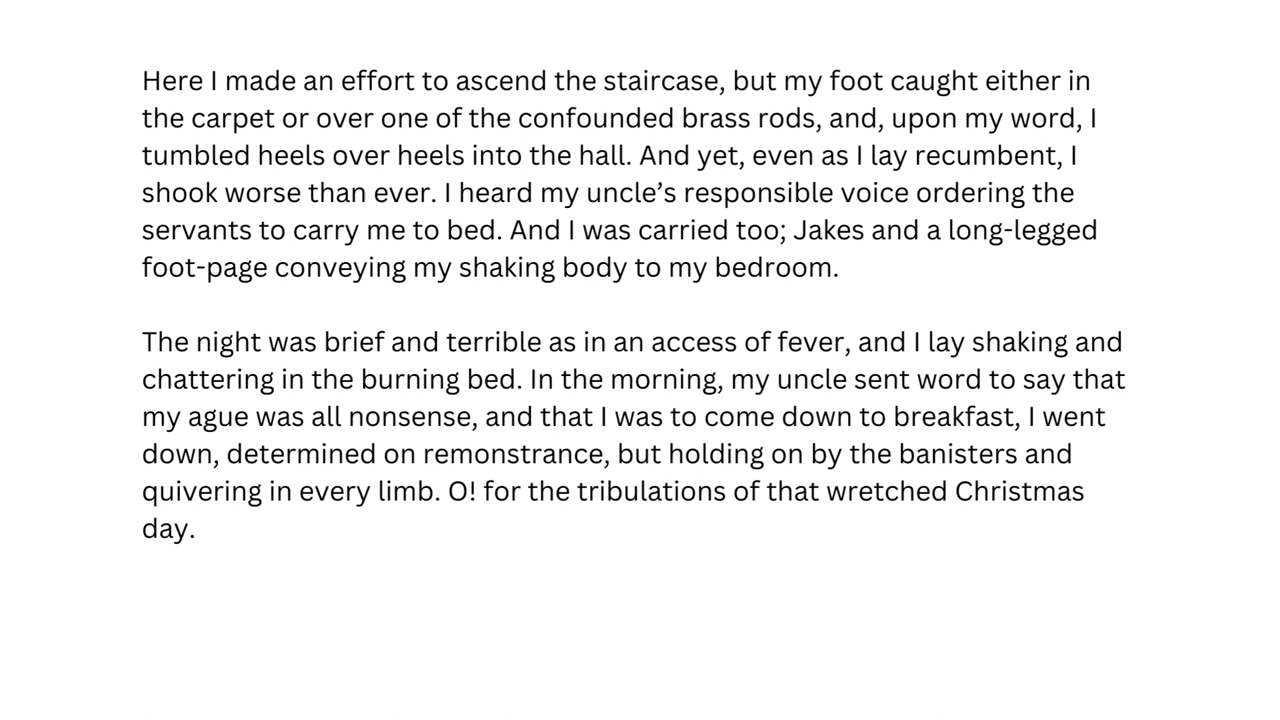 Here I made an effort to ascend the staircase, but my foot caught either in
the carpet or over one of the confounded brass rods, and, upon my word, I
tumbled heels over heels into the hall. And yet, even as I lay recumbent, I
shook worse than ever. I heard my uncle’s responsible voice ordering the
servants to carry me to bed. And I was carried too; Jakes and a long-legged
foot-page conveying my shaking body to my bedroom.
The night was brief and terrible as in an access of fever, and I lay shaking and
chattering in the burning bed. In the morning, my uncle sent word to say that
my ague was all nonsense, and that I was to come down to breakfast, I went
down, determined on remonstrance, but holding on by the banisters and
quivering in every limb. O! for the tribulations of that wretched Christmas
day.